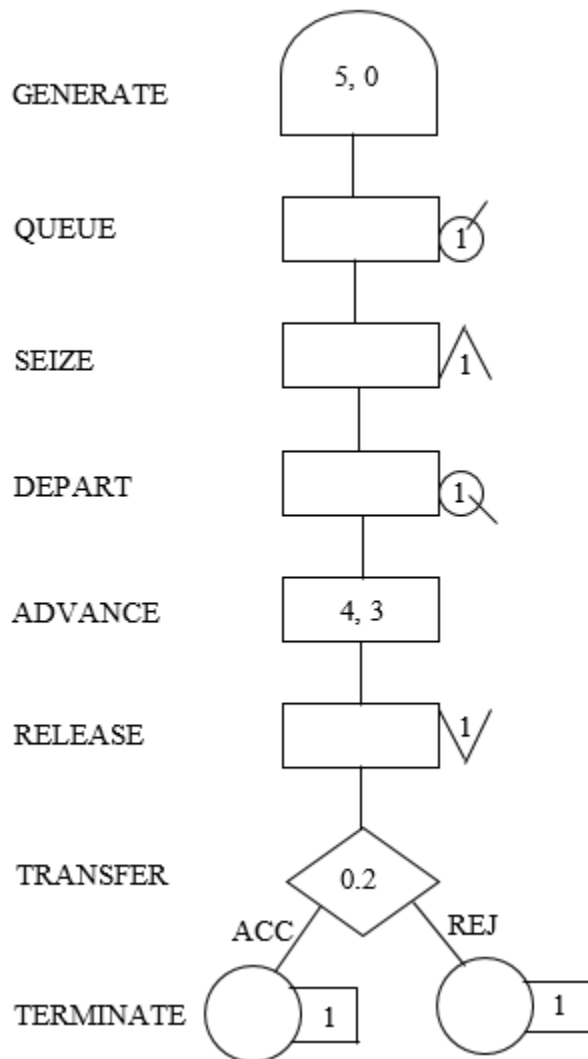 GENERATE 5, 0
QUEUE 1
SEIZE 1
DEPART 1
ADVANCE 4, 3
RELEASE 1
TRANSFER 0.2
ACC REJ
TERMINATE 1 1